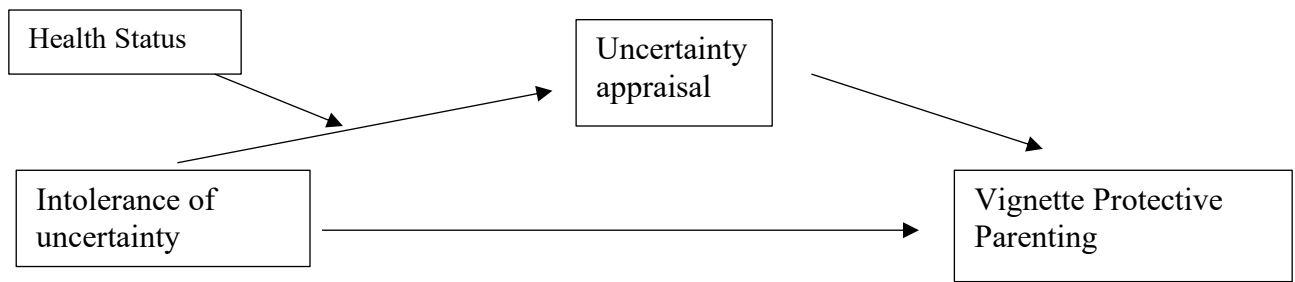 Health Status
Uncertainty
appraisal
Intolerance of
uncertainty
Vignette Protective
Parenting